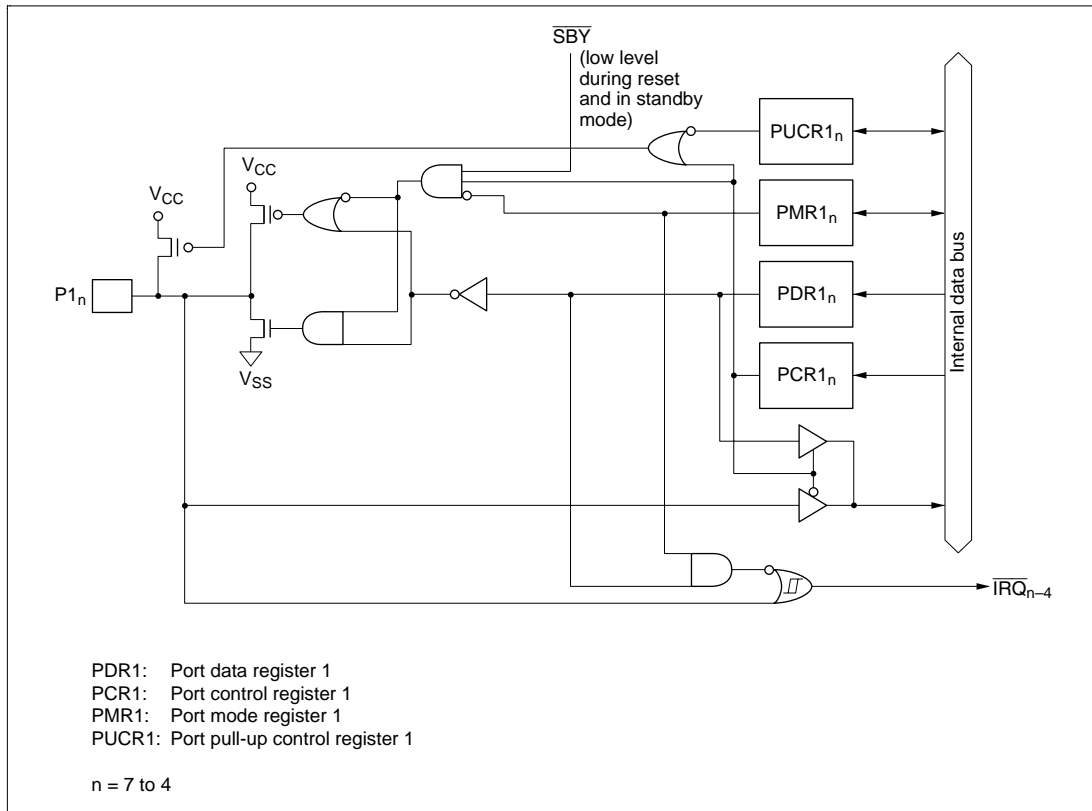 SBY
(low level
during reset
and in standby
mode)
PUCR1n
VCC
VCC
PMR1n
P1n
PDR1n
VSS
PCR1n
Internal data bus
IRQn–4
PDR1: Port data register 1
PCR1: Port control register 1
PMR1: Port mode register 1
PUCR1: Port pull-up control register 1
n = 7 to 4